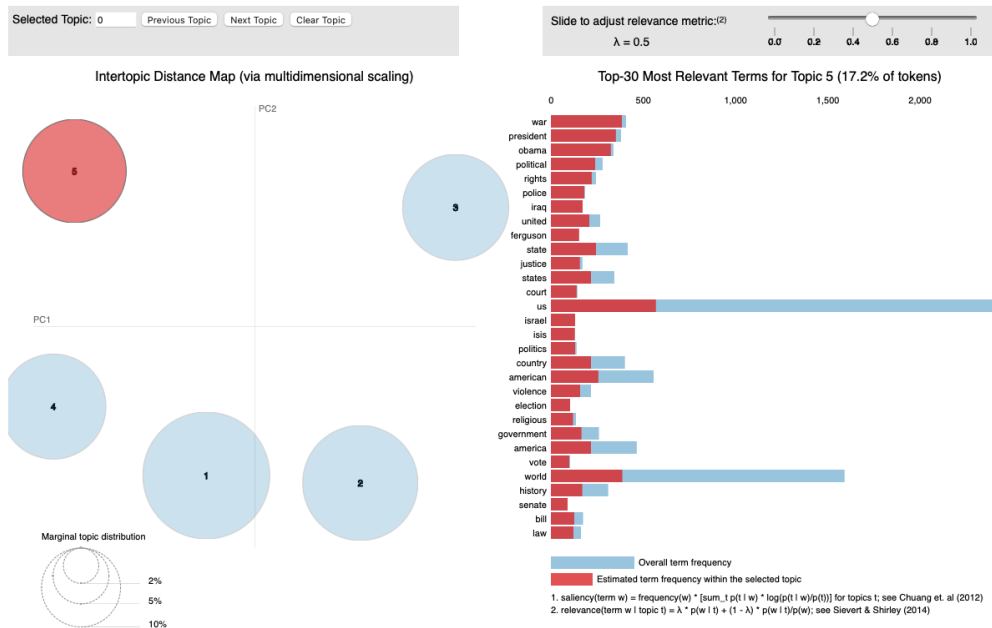 Selected Topic: 0 Previous Topic Next Topic Clear Topic
Slide to adjust relevance metric:(2)
λ = 0.5
0.0 0.2 0.4 0.6 0.8 1.0
Intertopic Distance Map (via multidimensional scaling)
PC2
PC1
5
3
4
1
2
Marginal topic distribution
2%
5%
10%
Top-30 Most Relevant Terms for Topic 5 (17.2% of tokens)
0 500 1,000 1,500 2,000
war
president
obama
political
rights
police
iraq
united
ferguson
state
justice
states
court
us
israel
isis
politics
country
american
violence
election
religious
government
america
vote
world
history
senate
bill
law
Overall term frequency
Estimated term frequency within the selected topic
1. saliency(term w) = frequency(w) * [sum_t p(t | w) * log(p(t | w)/p(t))] for topics t; see Chuang et. al (2012)
2. relevance(term w | topic t) = λ * p(w | t) + (1 - λ) * p(w | t)/p(w); see Sievert & Shirley (2014)